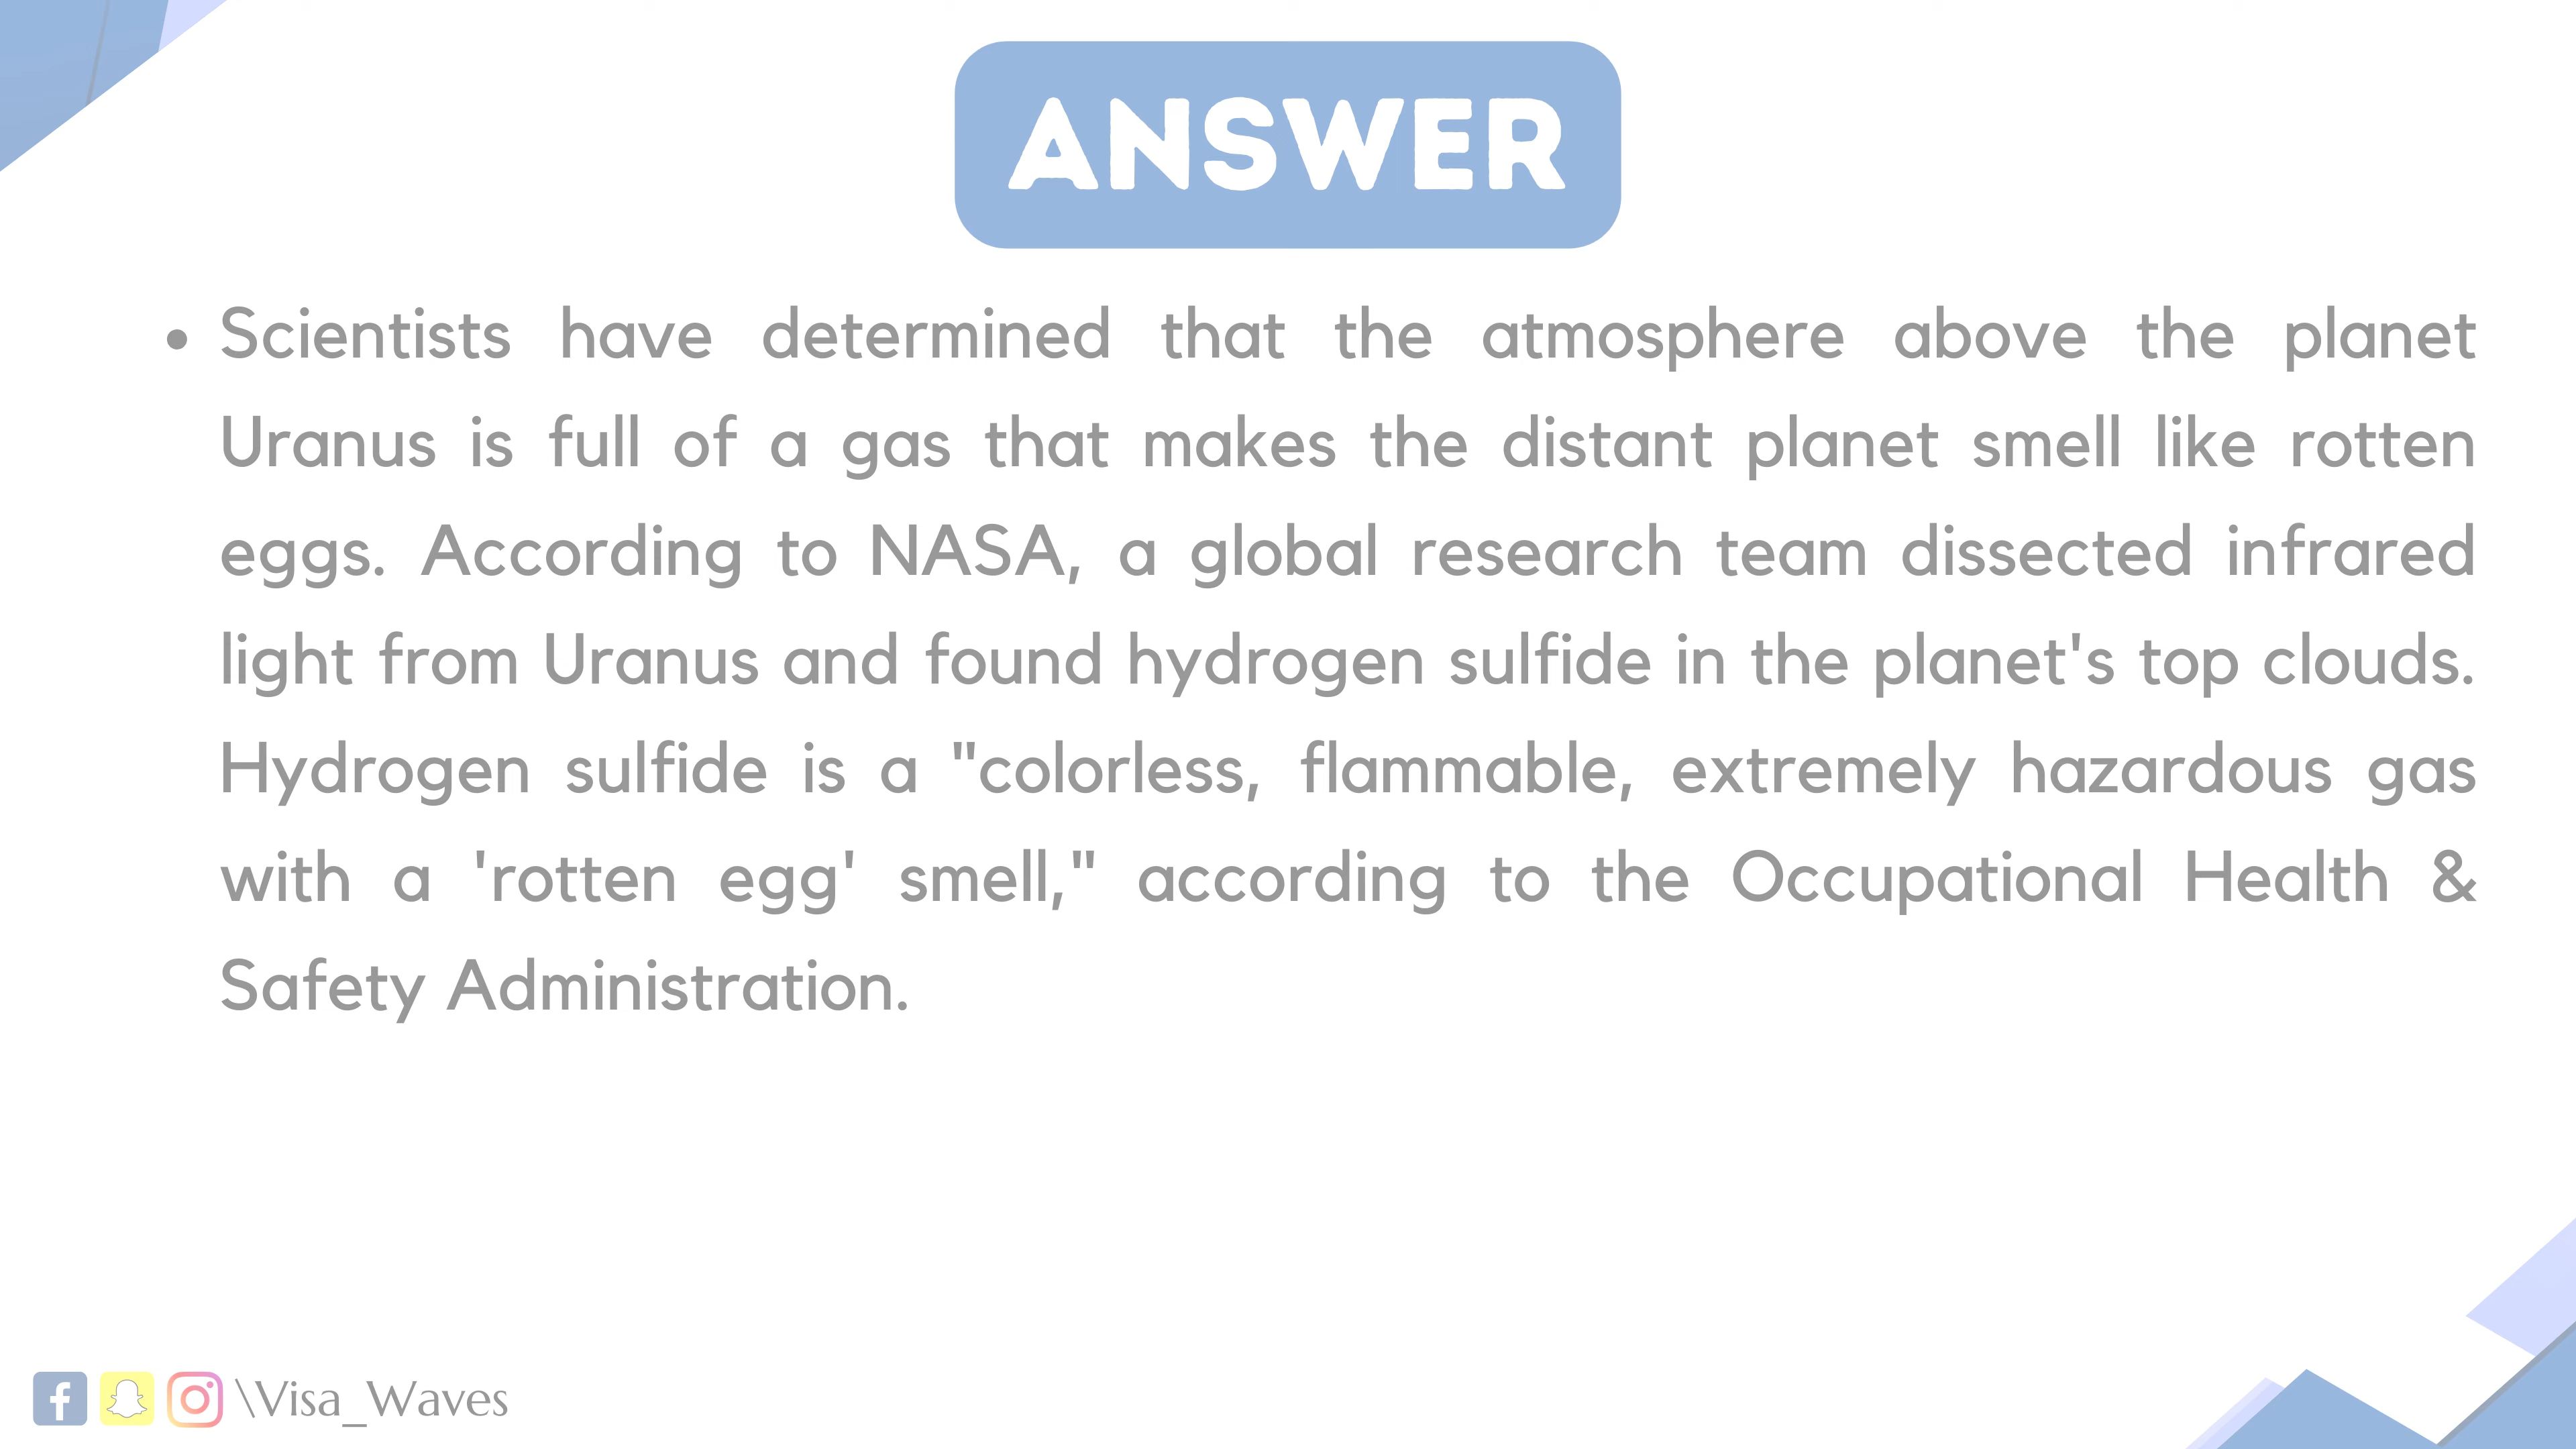 ANSWER
• Scientists have determined that the atmosphere above the planet
Uranus is full of a gas that makes the distant planet smell like rotten
eggs. According to NASA, a global research team dissected infrared
light from Uranus and found hydrogen sulfide in the planet's top clouds.
Hydrogen sulfide is a "colorless, flammable, extremely hazardous gas
with a 'rotten egg' smell," according to the Occupational Health &
Safety Administration.
\Visa_Waves